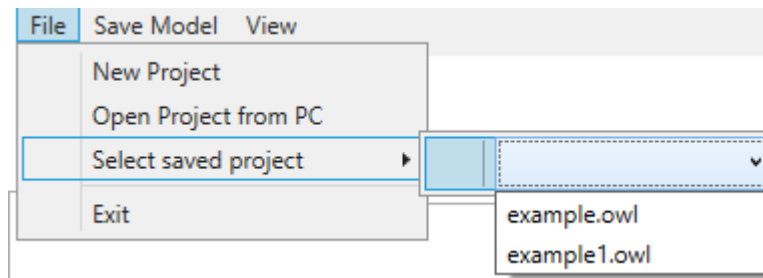 File Save Model View
New Project
Open Project from PC
Select saved project
Exit
example.owl
example1.owl